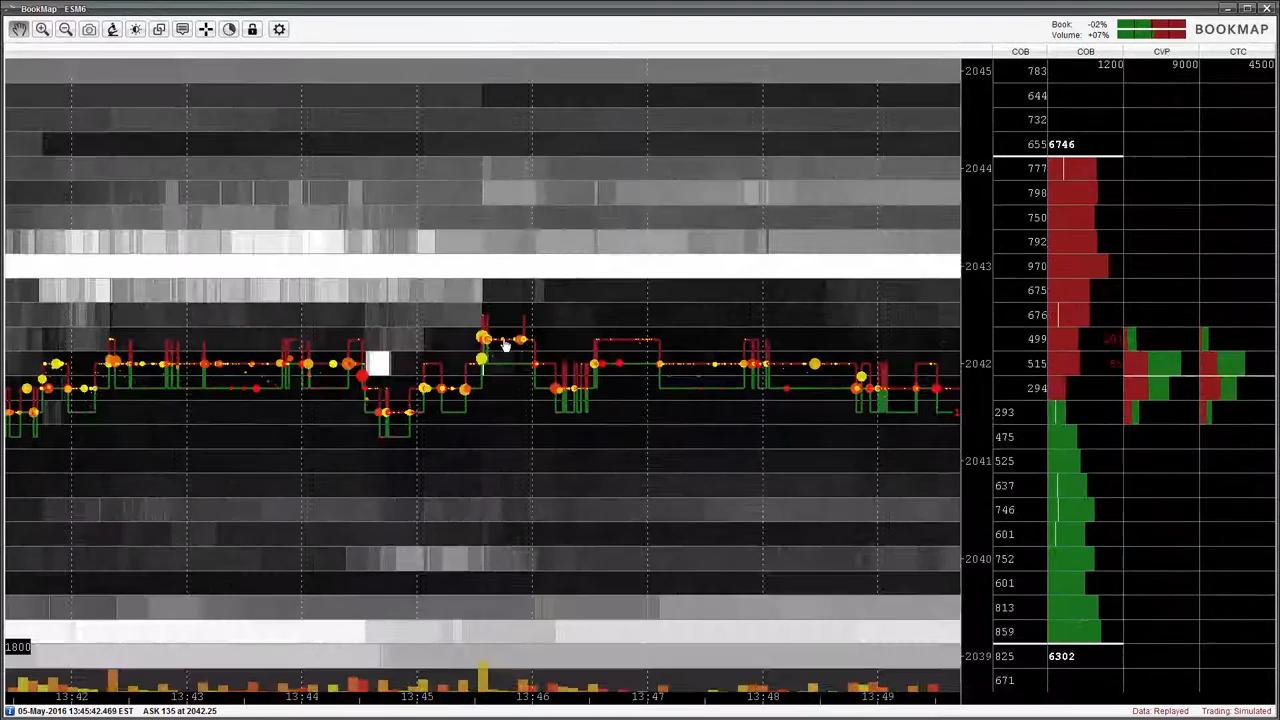 BookMap ESM6
Book: -02%
Volume: +07%
BOOKMAP
COB COB CVP CTC
1200 9000 4500
2045 783
644
732
655 6746
2044 777
798
750
792
2043 970
675
676
499
2042 515
294
293
475
2041 525
637
746
601
2040 752
601
813
859
1800
2039 825 6302
671
13:42 13:43 13:44 13:45 13:46 13:47 13:48 13:49
05-May-2016 13:45:42.469 EST ASK 135 at 2042.25
Data: Replayed Trading: Simulated